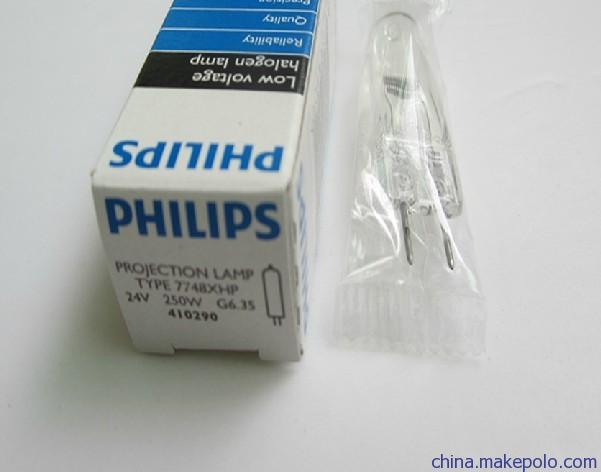 Precision
Quality
Reliability
Low voltage
halogen lamp
PHILIPS
PHILIPS
PROJECTION LAMP
TYPE 7748XHP
24V 250W G6.35
410290
china.makepolo.com